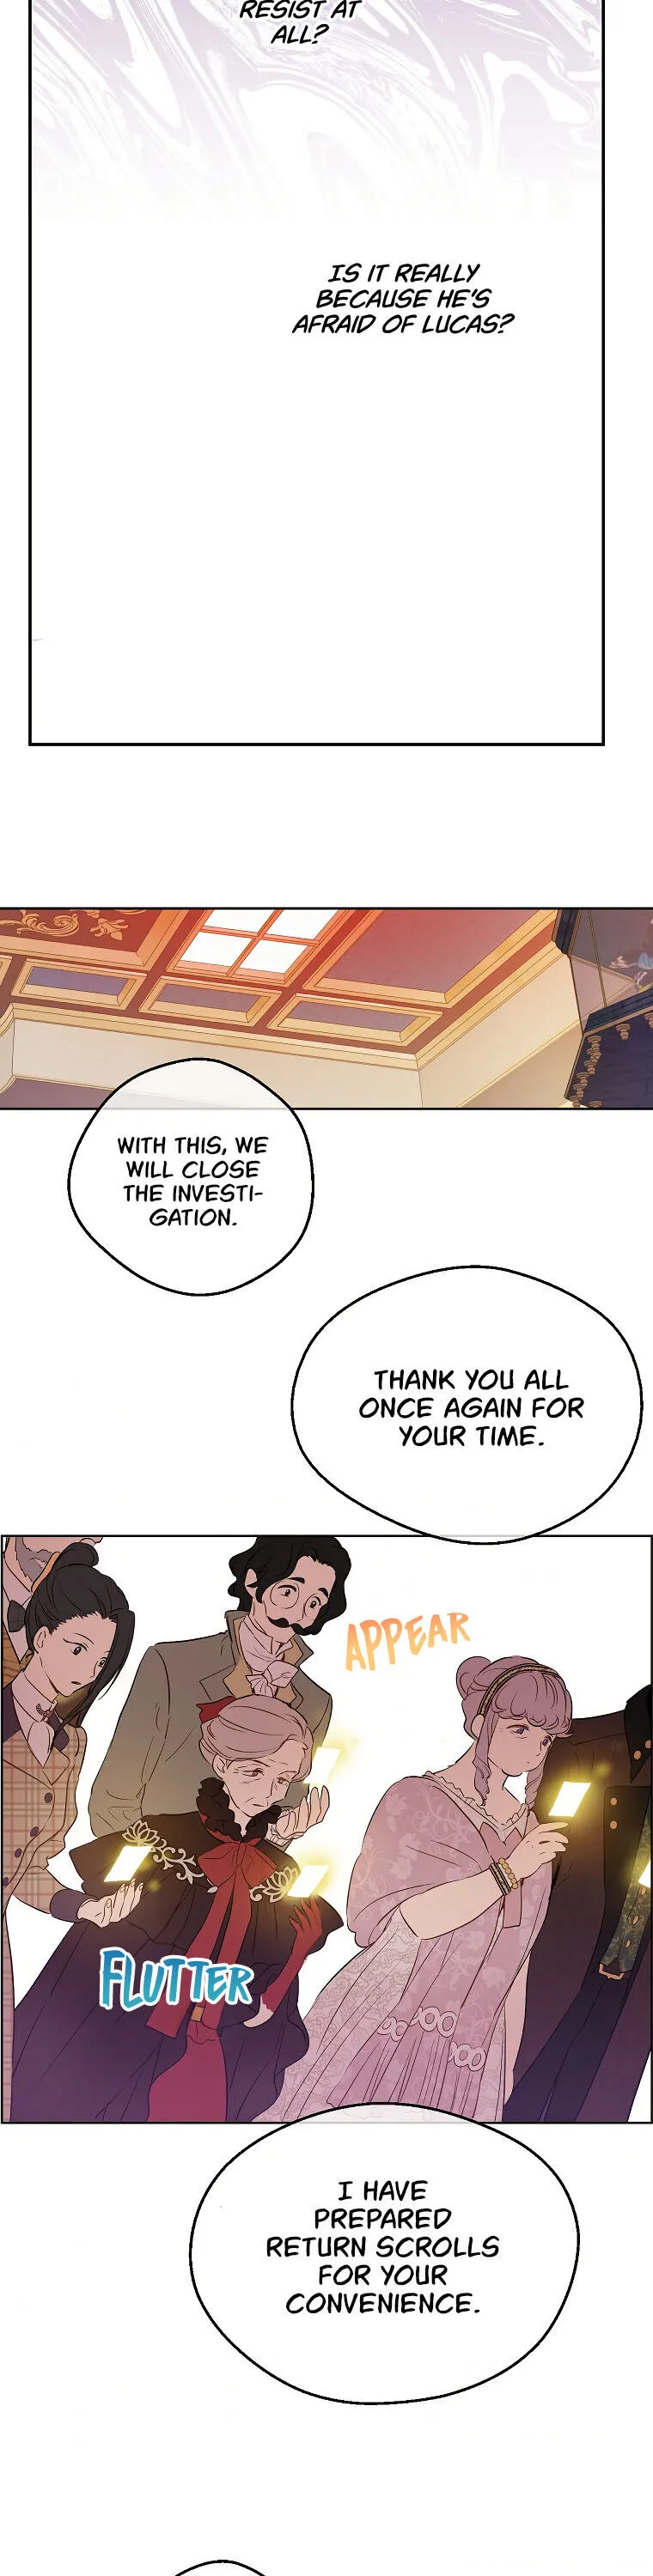 RESIST AT
ALL?
IS IT REALLY
BECAUSE HE'S
AFRAID OF LUCAS?
WITH THIS, WE
WILL CLOSE
THE INVESTI-
GATION.
THANK YOU ALL
ONCE AGAIN FOR
YOUR TIME.
APPEAR
FLUTTER
I HAVE
PREPARED
RETURN SCROLLS
FOR YOUR
CONVENIENCE.